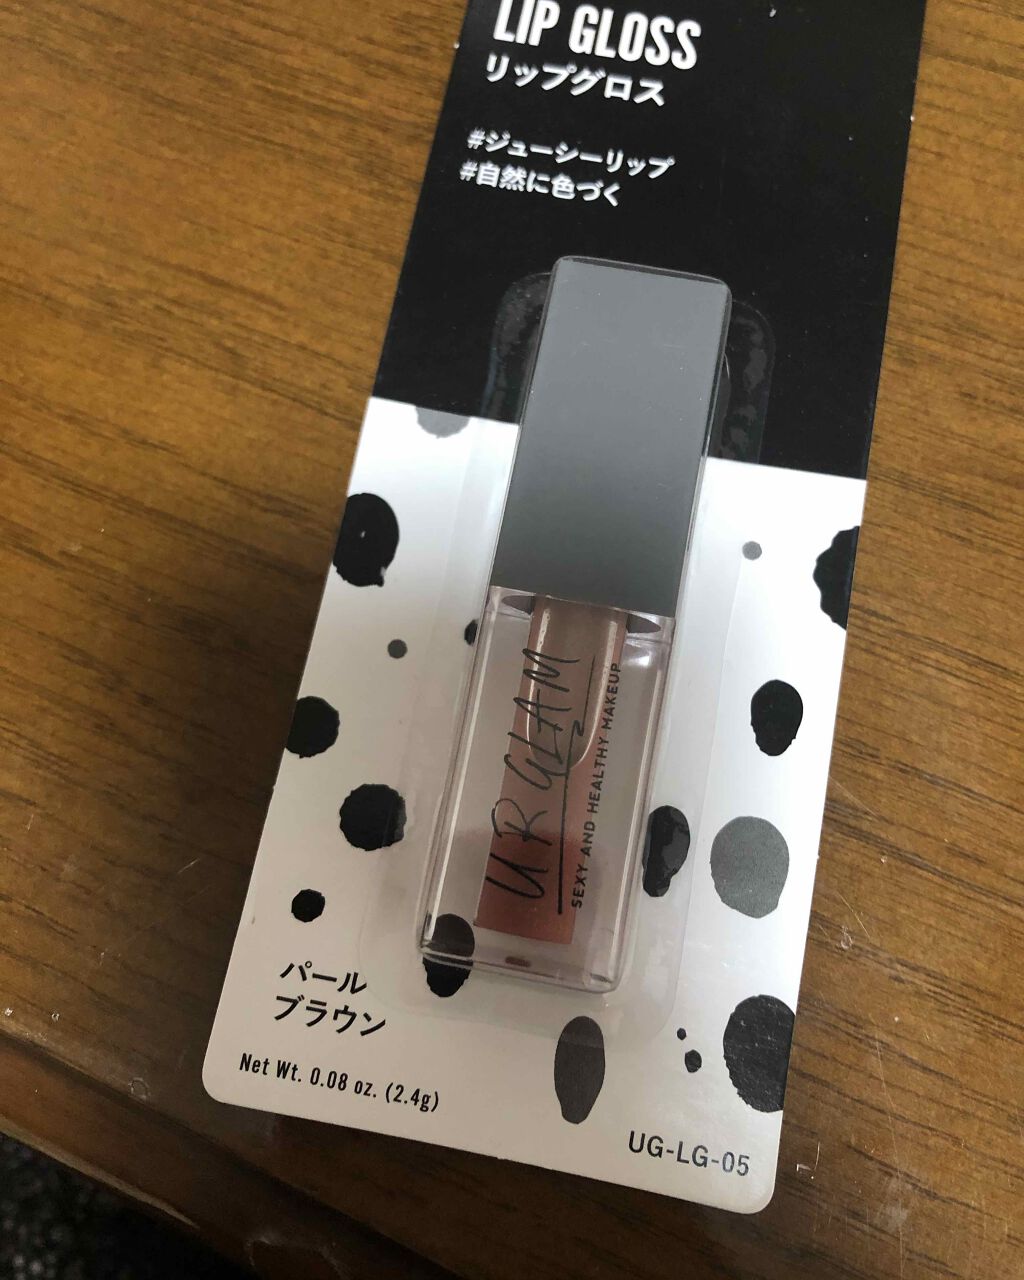 LIP GLOSS
リップグロス
#ジューシーリップ
#自然に色づく
UR GLAM
SEXY AND HEALTHY MAKEUP
パール
ブラウン
Net Wt. 0.08 oz. (2.4g)
UG-LG-05